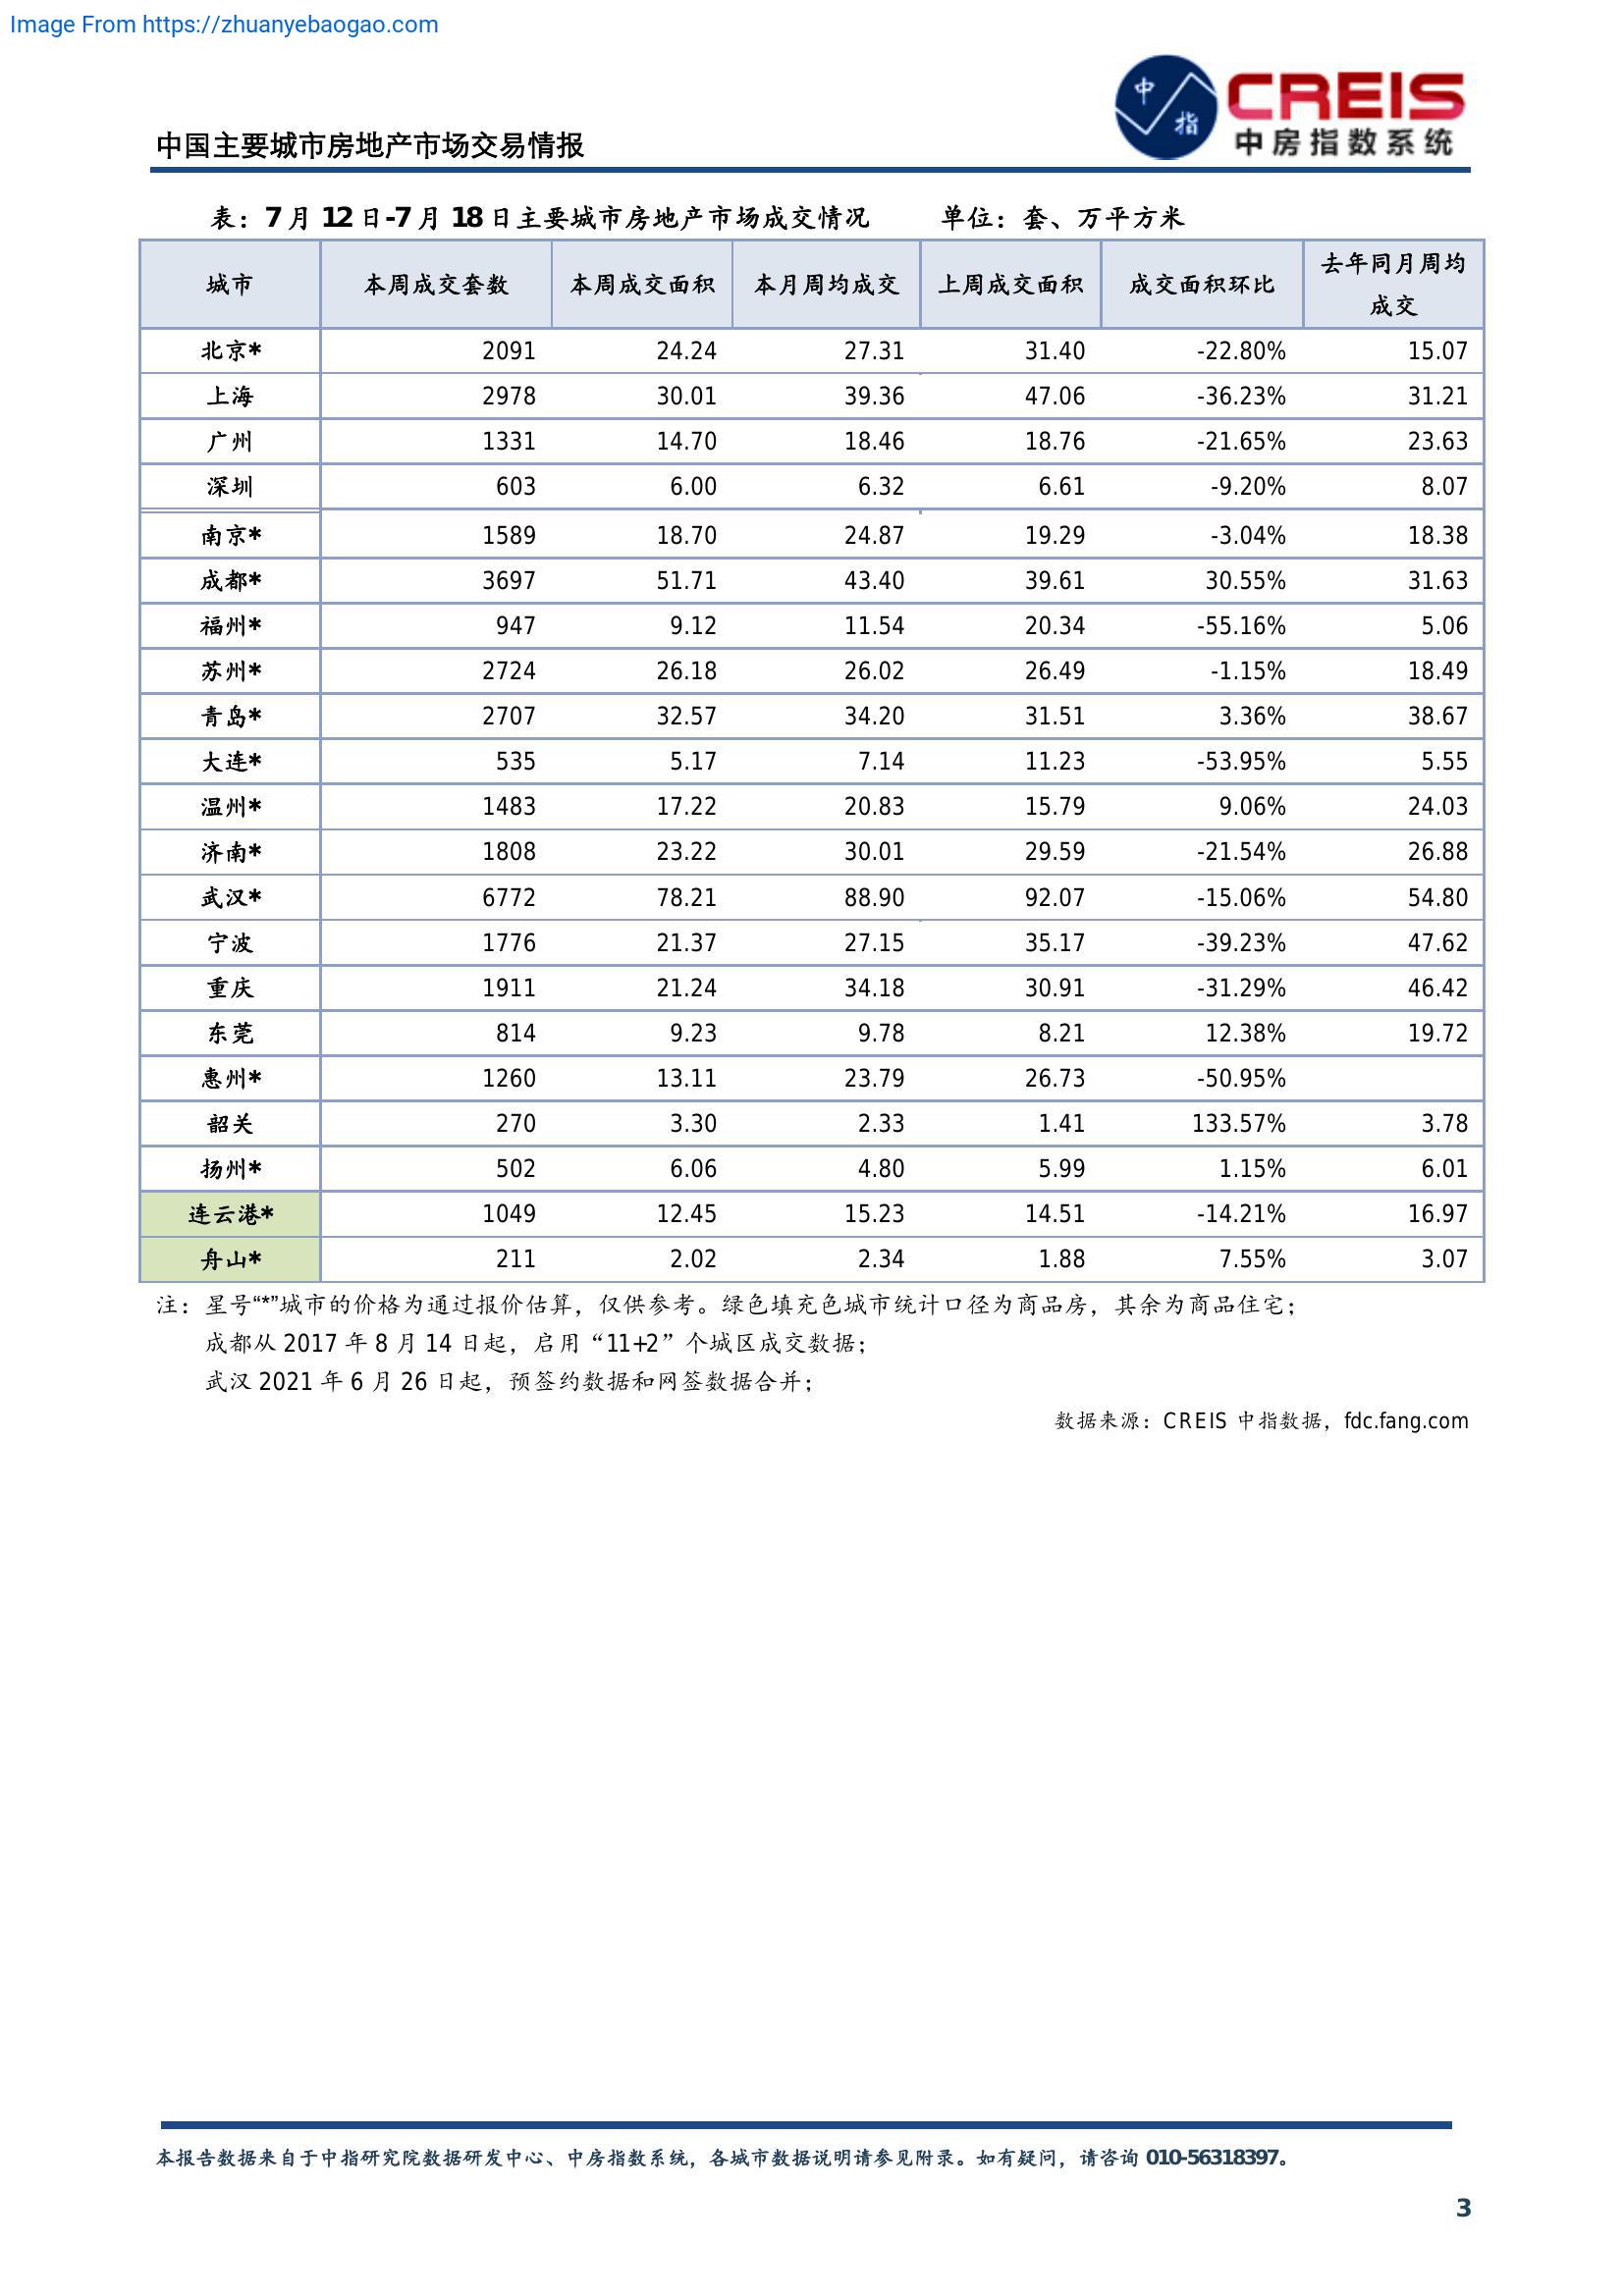 Image From https://zhuanyebaogao.com
中 指
CREIS
中房指数系统
中国主要城市房地产市场交易情报
表：7月12日-7月18日主要城市房地产市场成交情况 单位：套、万平方米
城市 本周成交套数 本周成交面积 本月周均成交 上周成交面积 成交面积环比 去年同月周均
成交
北京* 2091 24.24 27.31 31.40 -22.80% 15.07
上海 2978 30.01 39.36 47.06 -36.23% 31.21
广州 1331 14.70 18.46 18.76 -21.65% 23.63
深圳 603 6.00 6.32 6.61 -9.20% 8.07
南京* 1589 18.70 24.87 19.29 -3.04% 18.38
成都* 3697 51.71 43.40 39.61 30.55% 31.63
福州* 947 9.12 11.54 20.34 -55.16% 5.06
苏州* 2724 26.18 26.02 26.49 -1.15% 18.49
青岛* 2707 32.57 34.20 31.51 3.36% 38.67
大连* 535 5.17 7.14 11.23 -53.95% 5.55
温州* 1483 17.22 20.83 15.79 9.06% 24.03
济南* 1808 23.22 30.01 29.59 -21.54% 26.88
武汉* 6772 78.21 88.90 92.07 -15.06% 54.80
宁波 1776 21.37 27.15 35.17 -39.23% 47.62
重庆 1911 21.24 34.18 30.91 -31.29% 46.42
东莞 814 9.23 9.78 8.21 12.38% 19.72
惠州* 1260 13.11 23.79 26.73 -50.95%
韶关 270 3.30 2.33 1.41 133.57% 3.78
扬州* 502 6.06 4.80 5.99 1.15% 6.01
连云港* 1049 12.45 15.23 14.51 -14.21% 16.97
舟山* 211 2.02 2.34 1.88 7.55% 3.07
注：星号“*”城市的价格为通过报价估算，仅供参考。绿色填充色城市统计口径为商品房，其余为商品住宅；
成都从 2017 年 8 月 14 日起，启用“11+2”个城区成交数据；
武汉 2021 年 6 月 26 日起，预签约数据和网签数据合并；
数据来源：CREIS 中指数据，fdc.fang.com
本报告数据来自于中指研究院数据研发中心、中房指数系统，各城市数据说明请参见附录。如有疑问，请咨询 010-56318397。
3